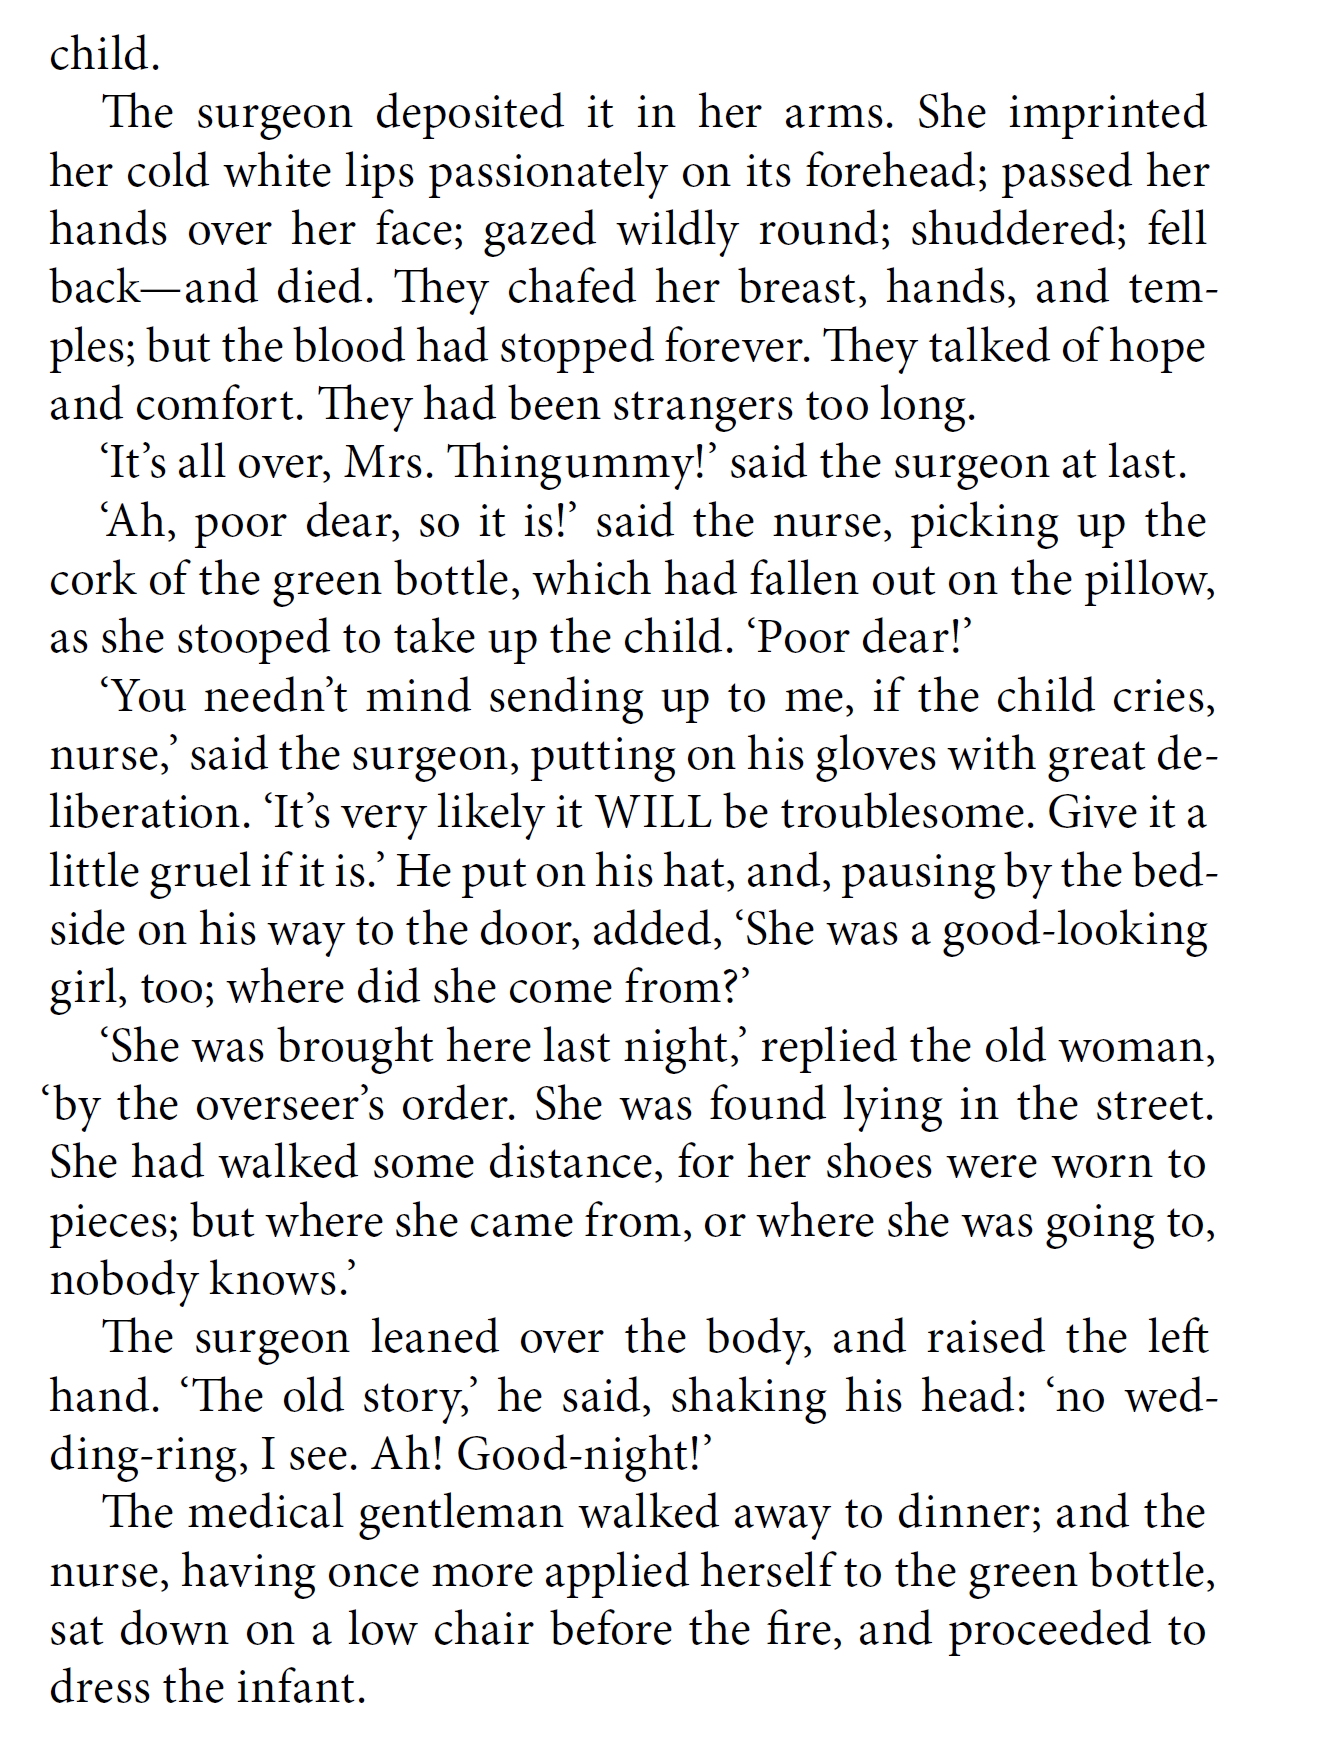 child.
The surgeon deposited it in her arms. She imprinted
her cold white lips passionately on its forehead; passed her
hands over her face; gazed wildly round; shuddered; fell
back—and died. They chafed her breast, hands, and tem-
ples; but the blood had stopped forever. They talked of hope
and comfort. They had been strangers too long.
‘It’s all over, Mrs. Thingummy!’ said the surgeon at last.
‘Ah, poor dear, so it is!’ said the nurse, picking up the
cork of the green bottle, which had fallen out on the pillow,
as she stooped to take up the child. ‘Poor dear!’
‘You needn’t mind sending up to me, if the child cries,
nurse,’ said the surgeon, putting on his gloves with great de-
liberation. ‘It’s very likely it WILL be troublesome. Give it a
little gruel if it is.’ He put on his hat, and, pausing by the bed-
side on his way to the door, added, ‘She was a good-looking
girl, too; where did she come from?’
‘She was brought here last night,’ replied the old woman,
‘by the overseer’s order. She was found lying in the street.
She had walked some distance, for her shoes were worn to
pieces; but where she came from, or where she was going to,
nobody knows.’
The surgeon leaned over the body, and raised the left
hand. ‘The old story,’ he said, shaking his head: ‘no wed-
ding-ring, I see. Ah! Good-night!’
The medical gentleman walked away to dinner; and the
nurse, having once more applied herself to the green bottle,
sat down on a low chair before the fire, and proceeded to
dress the infant.